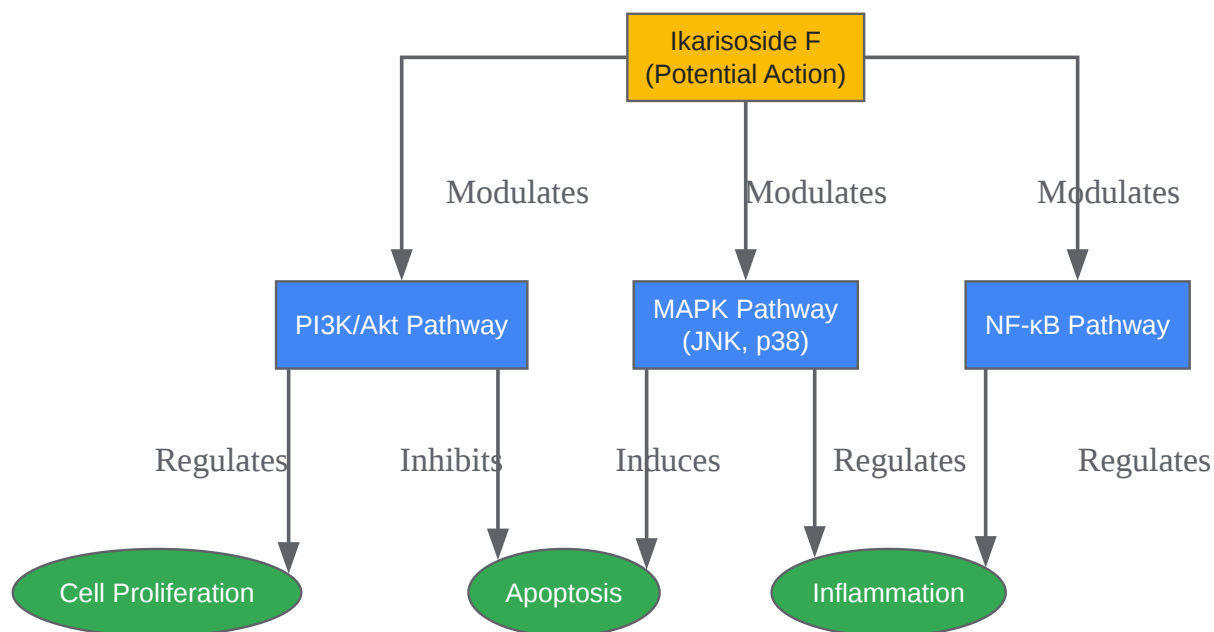 Ikarisoside F
(Potential Action)
Modulates
Modulates
Modulates
PI3K/Akt Pathway
MAPK Pathway
(JNK, p38)
NF-κB Pathway
Regulates
Inhibits
Induces
Regulates
Regulates
Cell Proliferation
Apoptosis
Inflammation